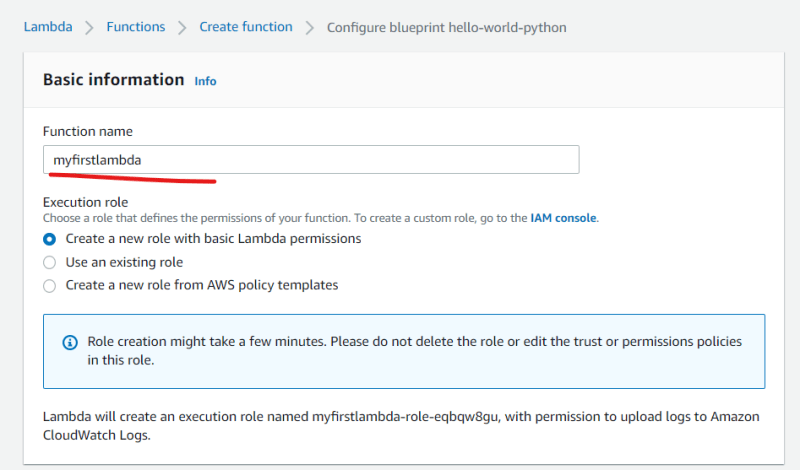 Lambda > Functions > Create function > Configure blueprint hello-world-python
Basic information Info
Function name
myfirstlambda
Execution role
Choose a role that defines the permissions of your function. To create a custom role, go to the IAM console.
Create a new role with basic Lambda permissions
Use an existing role
Create a new role from AWS policy templates
Role creation might take a few minutes. Please do not delete the role or edit the trust or permissions policies
in this role.
Lambda will create an execution role named myfirstlambda-role-eqbqw8gu, with permission to upload logs to Amazon
CloudWatch Logs.